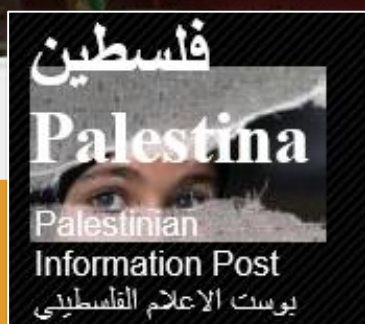 فلسطين
Palestina
Palestinian
Information Post
بوست الاعلام الفلسطيني